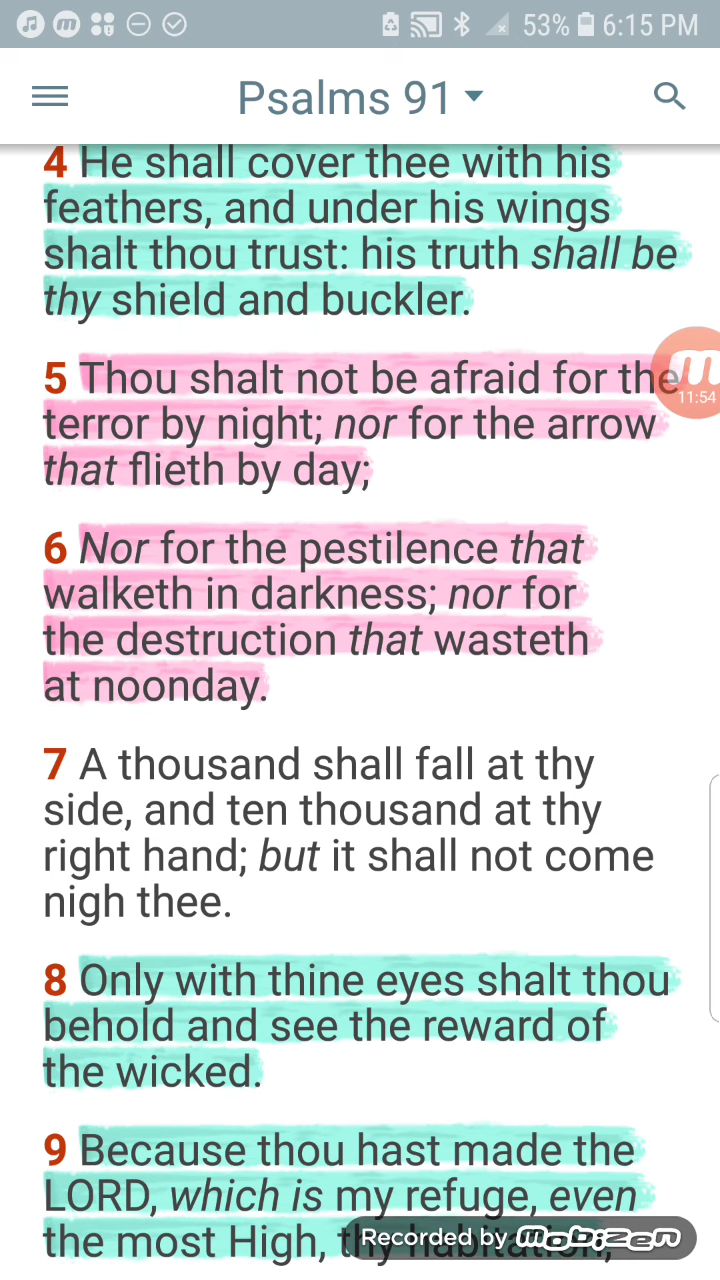 53% 6:15 PM
Psalms 91
4 He shall cover thee with his
feathers, and under his wings
shalt thou trust: his truth shall be
thy shield and buckler.
5 Thou shalt not be afraid for the
terror by night; nor for the arrow
that flieth by day;
11:54
6 Nor for the pestilence that
walketh in darkness; nor for
the destruction that wasteth
at noonday.
7 A thousand shall fall at thy
side, and ten thousand at thy
right hand; but it shall not come
nigh thee.
8 Only with thine eyes shalt thou
behold and see the reward of
the wicked.
9 Because thou hast made the
LORD, which is my refuge, even
the most High, thy habitation;
Recorded by Mobizen